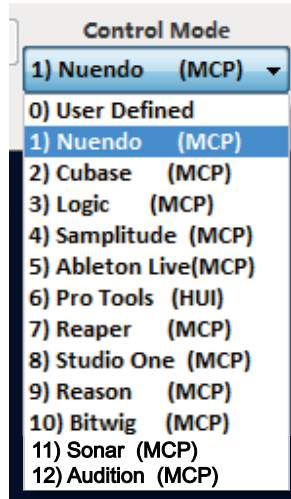 Control Mode
1) Nuendo (MCP)
0) User Defined
1) Nuendo (MCP)
2) Cubase (MCP)
3) Logic (MCP)
4) Samplitude (MCP)
5) Ableton Live(MCP)
6) Pro Tools (HUI)
7) Reaper (MCP)
8) Studio One (MCP)
9) Reason (MCP)
10) Bitwig (MCP)
11) Sonar (MCP)
12) Audition (MCP)